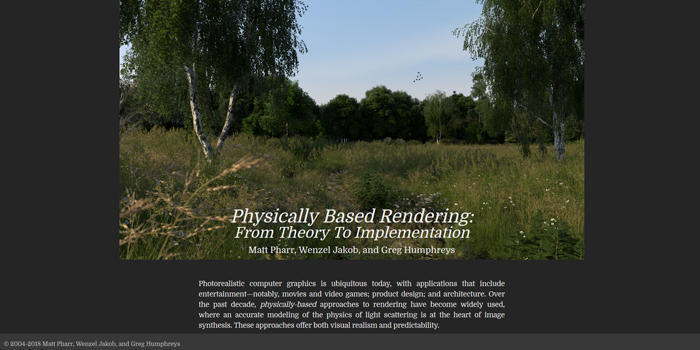 Physically Based Rendering:
From Theory To Implementation
Matt Pharr, Wenzel Jakob, and Greg Humphreys
Photorealistic computer graphics is ubiquitous today, with applications that include
entertainment—notably, movies and video games; product design; and architecture. Over
the past decade, physically-based approaches to rendering have become widely used,
where an accurate modeling of the physics of light scattering is at the heart of image
synthesis. These approaches offer both visual realism and predictability.
© 2004-2018 Matt Pharr, Wenzel Jakob, and Greg Humphreys